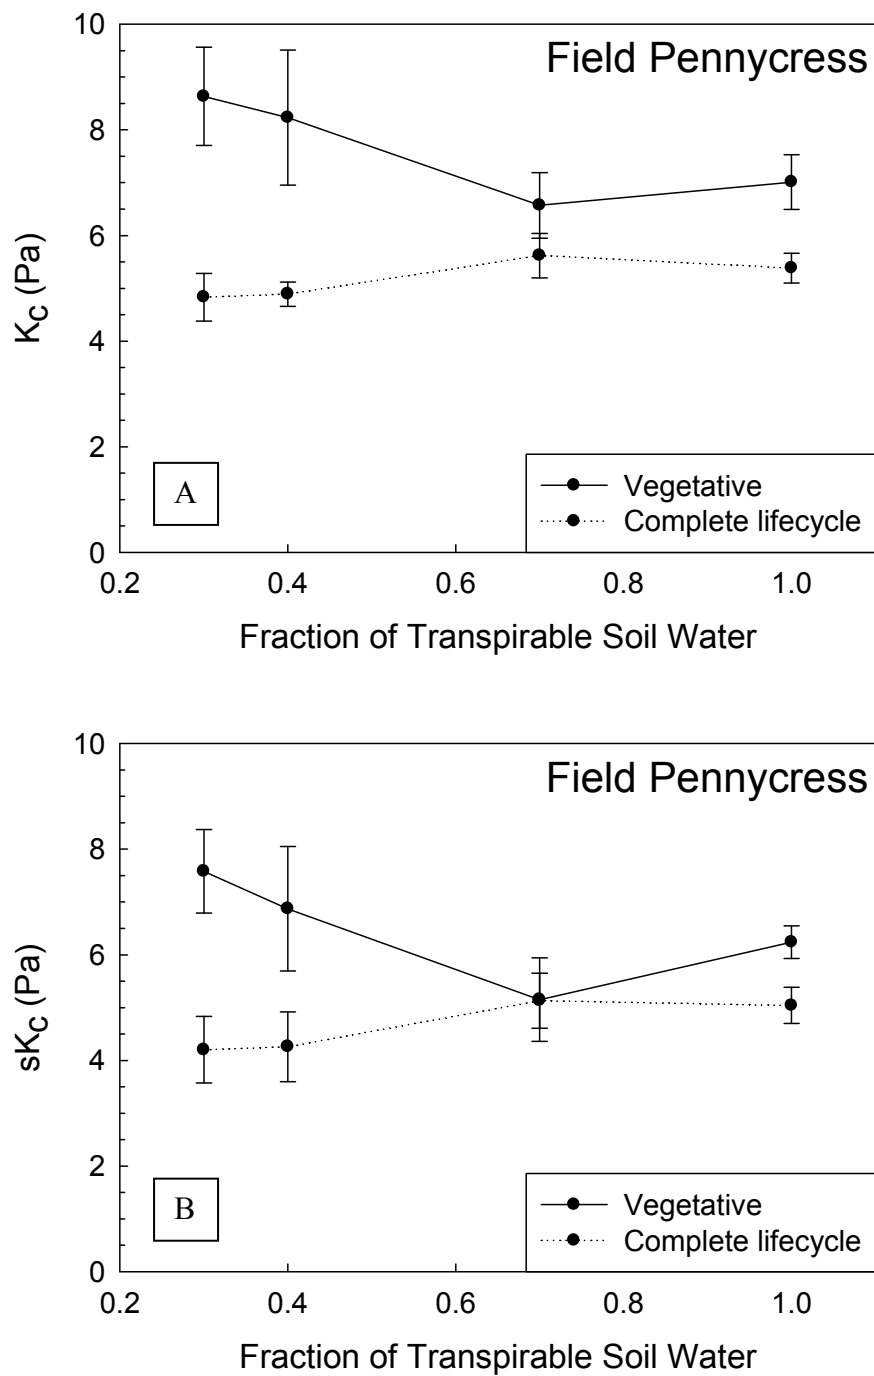 10
Field Pennycress
8
6
4
2
0
K_C (Pa)
A
Vegetative
Complete lifecycle
0.2 0.4 0.6 0.8 1.0
Fraction of Transpirable Soil Water
10
Field Pennycress
8
6
4
2
0
sK_C (Pa)
B
Vegetative
Complete lifecycle
0.2 0.4 0.6 0.8 1.0
Fraction of Transpirable Soil Water